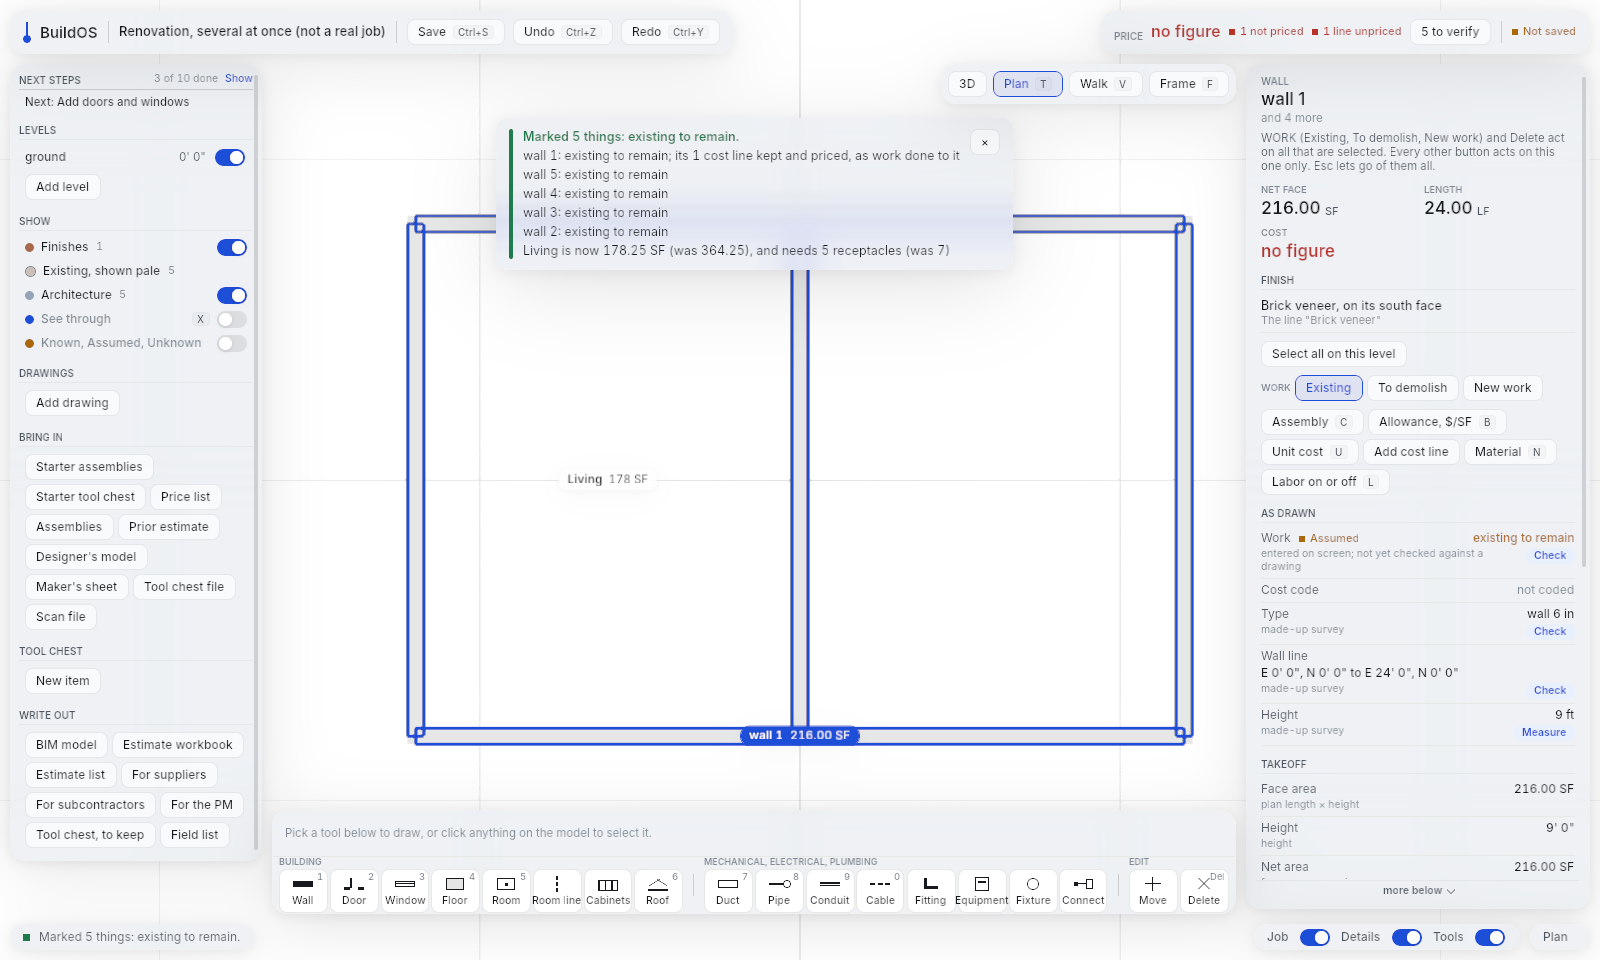 BuildOS
Renovation, several at once (not a real job)
Save Ctrl+S
Undo Ctrl+Z
Redo Ctrl+Y
PRICE no figure
1 not priced
1 line unpriced
5 to verify
Not saved
NEXT STEPS 3 of 10 done Show
Next: Add doors and windows
LEVELS
ground 0' 0"
Add level
SHOW
Finishes 1
Existing, shown pale 5
Architecture 5
See through X
Known, Assumed, Unknown
DRAWINGS
Add drawing
BRING IN
Starter assemblies
Starter tool chest Price list
Assemblies Prior estimate
Designer's model
Maker's sheet Tool chest file
Scan file
TOOL CHEST
New item
WRITE OUT
BIM model Estimate workbook
Estimate list For suppliers
For subcontractors For the PM
Tool chest, to keep Field list
Marked 5 things: existing to remain.
3D
Plan T
Walk V
Frame F
Marked 5 things: existing to remain. ×
wall 1: existing to remain; its 1 cost line kept and priced, as work done to it
wall 5: existing to remain
wall 4: existing to remain
wall 3: existing to remain
wall 2: existing to remain
Living is now 178.25 SF (was 364.25), and needs 5 receptacles (was 7)
Living 178 SF
wall 1 216.00 SF
Pick a tool below to draw, or click anything on the model to select it.
BUILDING
1 Wall
2 Door
3 Window
4 Floor
5 Room
Room line
Cabinets
6 Roof
MECHANICAL, ELECTRICAL, PLUMBING
7 Duct
8 Pipe
9 Conduit
0 Cable
Fitting
Equipment
Fixture
Connect
EDIT
Move
Del Delete
WALL
wall 1
and 4 more
WORK (Existing, To demolish, New work) and Delete act
on all that are selected. Every other button acts on this
one only. Esc lets go of them all.
NET FACE LENGTH
216.00 SF 24.00 LF
COST
no figure
FINISH
Brick veneer, on its south face
The line "Brick veneer"
Select all on this level
WORK Existing To demolish New work
Assembly C Allowance, $/SF B
Unit cost U Add cost line Material N
Labor on or off L
AS DRAWN
Work Assumed existing to remain
entered on screen; not yet checked against a
drawing Check
Cost code not coded
Type wall 6 in
made-up survey Check
Wall line
E 0' 0", N 0' 0" to E 24' 0", N 0' 0"
made-up survey Check
Height 9 ft
made-up survey Measure
TAKEOFF
Face area 216.00 SF
plan length × height
Height 9' 0"
height
Net area 216.00 SF
more below
Job Details Tools Plan